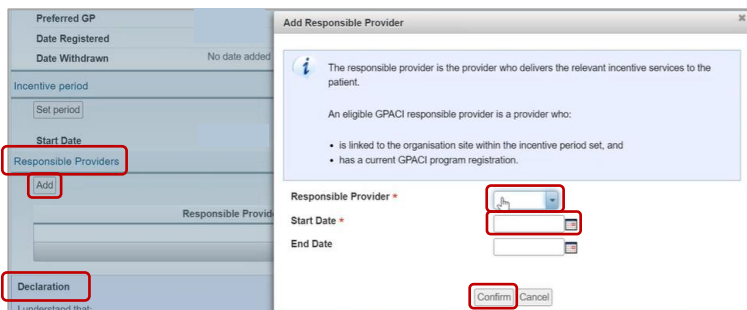 Preferred GP
Date Registered
Date Withdrawn No date added
Incentive period
Set period
Start Date
Responsible Providers
Add
Responsible Provid
Declaration
I understand that:
Add Responsible Provider
The responsible provider is the provider who delivers the relevant incentive services to the
patient.
An eligible GPACI responsible provider is a provider who:
• is linked to the organisation site within the incentive period set, and
• has a current GPACI program registration.
Responsible Provider *
Start Date *
End Date
Confirm Cancel